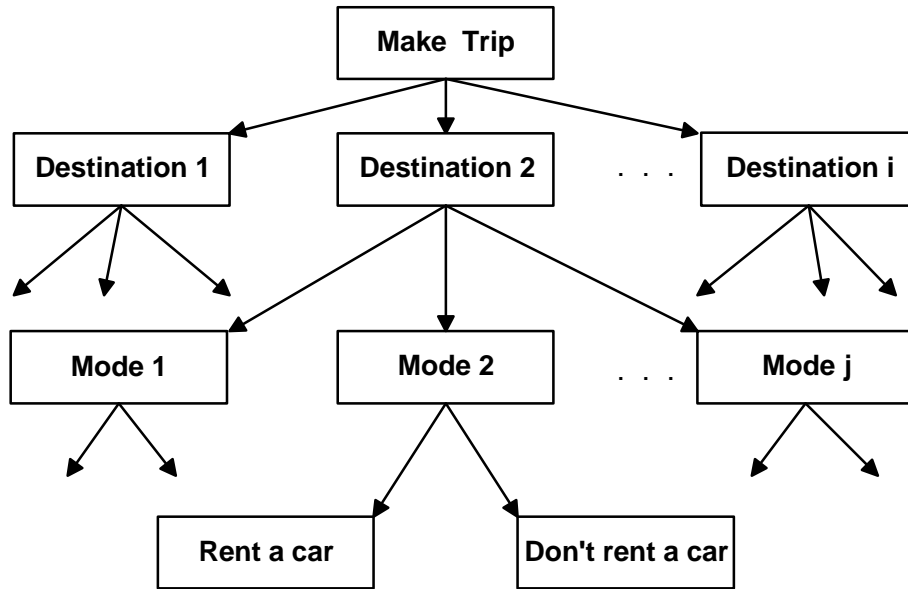 Make Trip
Destination 1
Destination 2
. . .
Destination i
Mode 1
Mode 2
. . .
Mode j
Rent a car
Don't rent a car